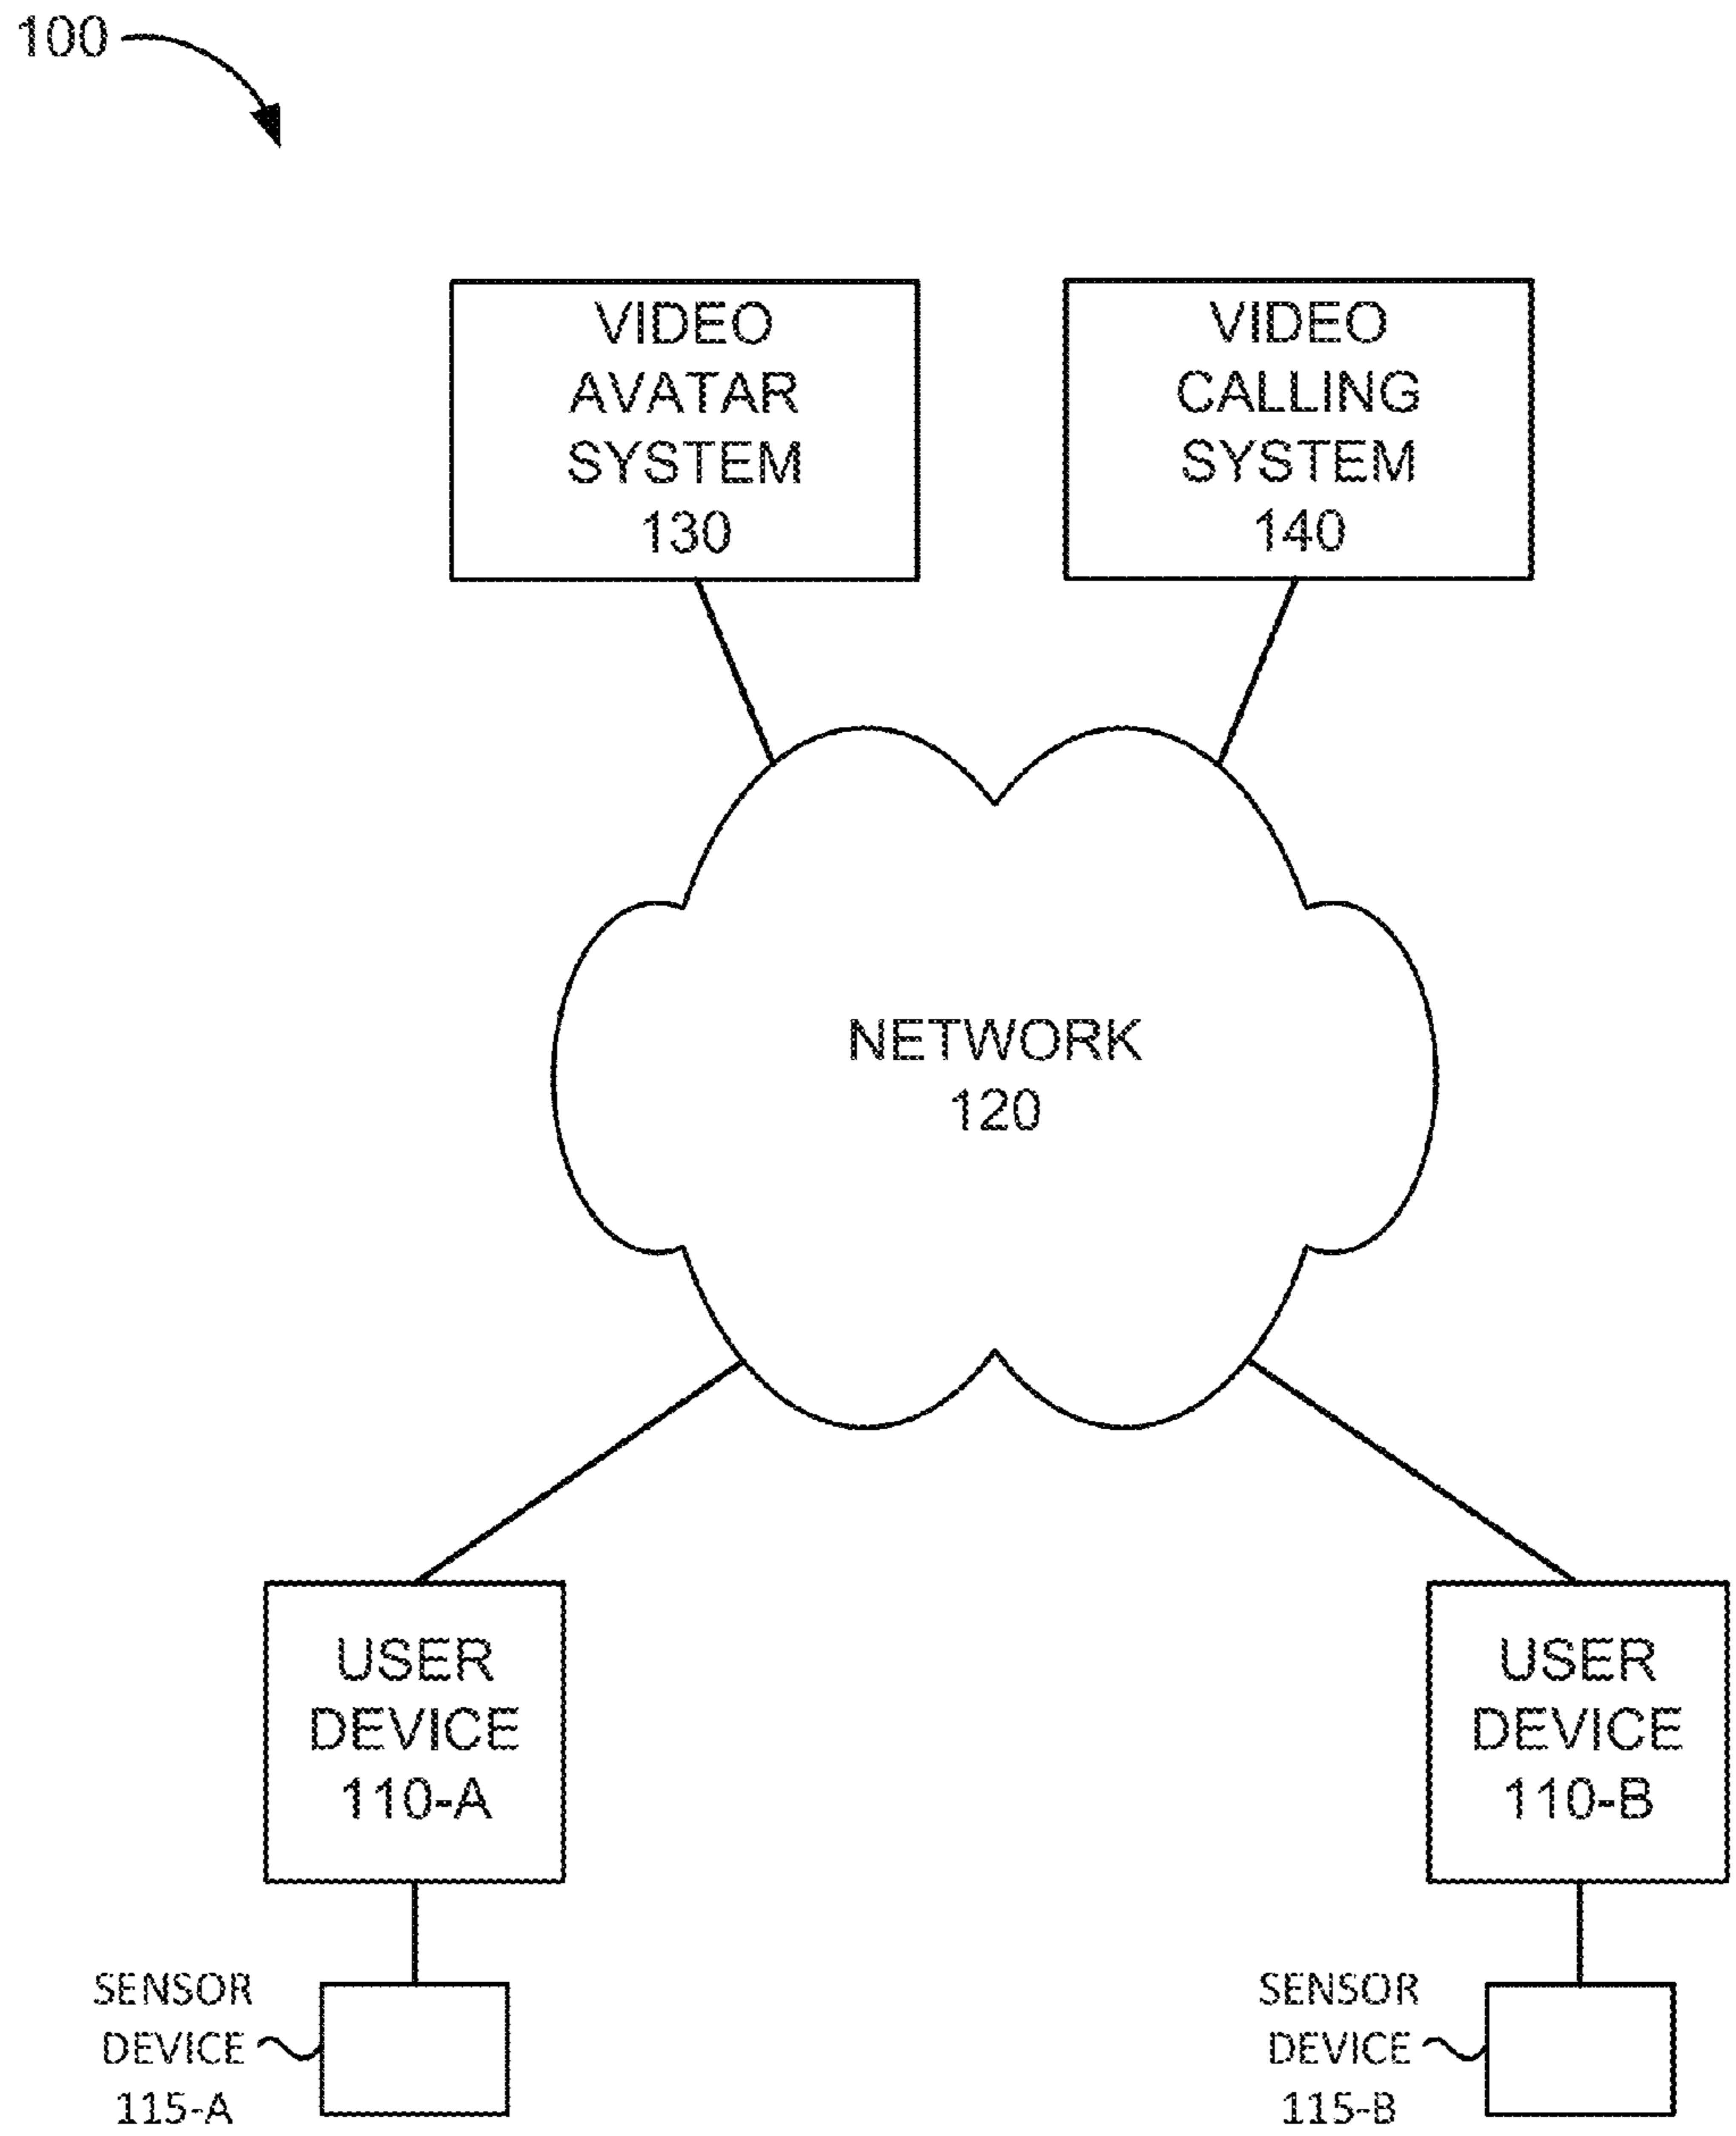 100
VIDEO
AVATAR
SYSTEM
130
VIDEO
CALLING
SYSTEM
140
NETWORK
120
USER
DEVICE
110-A
USER
DEVICE
110-B
SENSOR
DEVICE
115-A
SENSOR
DEVICE
115-B